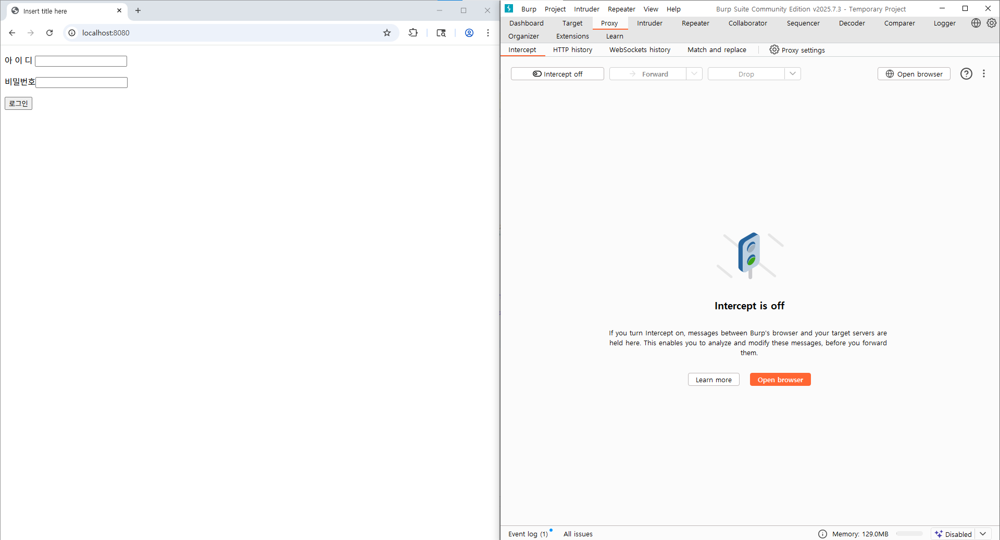 Insert title here
localhost:8080
아 이 디
비밀번호
로그인
Burp Project Intruder Repeater View Help Burp Suite Community Edition v2025.7.3 - Temporary Project
Dashboard Target Proxy Intruder Repeater Collaborator Sequencer Decoder Comparer Logger
Organizer Extensions Learn
Intercept HTTP history WebSockets history Match and replace Proxy settings
Intercept off Forward Drop Open browser
Intercept is off
If you turn Intercept on, messages between Burp's browser and your target servers are
held here. This enables you to analyze and modify these messages, before you forward
them.
Learn more Open browser
Event log (1) All issues Memory: 129.0MB Disabled